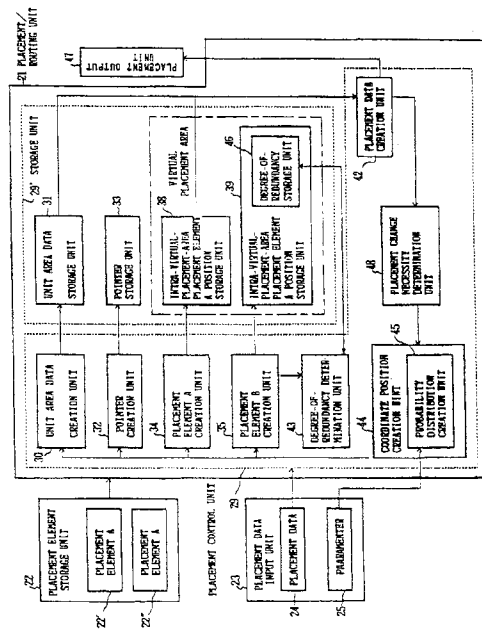 21 PLACEMENT/
ROUTING UNIT
47
PLACEMENT OUTPUT
UNIT
29' STORAGE UNIT
31
UNIT AREA DATA
STORAGE UNIT
33
POINTER
STORAGE UNIT
VIRTUAL
PLACEMENT AREA
38
INTRA-VIRTUAL-
PLACEMENT-AREA
PLACEMENT ELEMENT
A POSITION
STORAGE UNIT
46
DEGREE-OF-
REDUNDANCY
STORAGE UNIT
39
INTRA-VIRTUAL-
PLACEMENT-AREA
PLACEMENT ELEMENT
A POSITION
STORAGE UNIT
42
PLACEMENT DATA
CREATION UNIT
30
UNIT AREA DATA
CREATION UNIT
32
POINTER
CREATION UNIT
34
PLACEMENT
ELEMENT A
CREATION UNIT
35
PLACEMENT
ELEMENT B
CREATION UNIT
43
DEGREE-OF-
REDUNDANCY DETER-
MINATION UNIT
48
PLACEMENT CHANGE
NECESSITY
DETERMINATION
UNIT
44
COORDINATE POSITION
CREATION UINT
45
PROBABILITY
DISTRIBUTION
CREATION UNIT
29
PLACEMENT CONTROL UNIT
22
PLACEMENT ELEMENT
STORAGE UNIT
22'
PLACEMENT
ELEMENT A
22"
PLACEMENT
ELEMENT A
23
PLACEMENT DATA
INPUT UNIT
24
PLACEMENT DATA
25
PARAMENTER